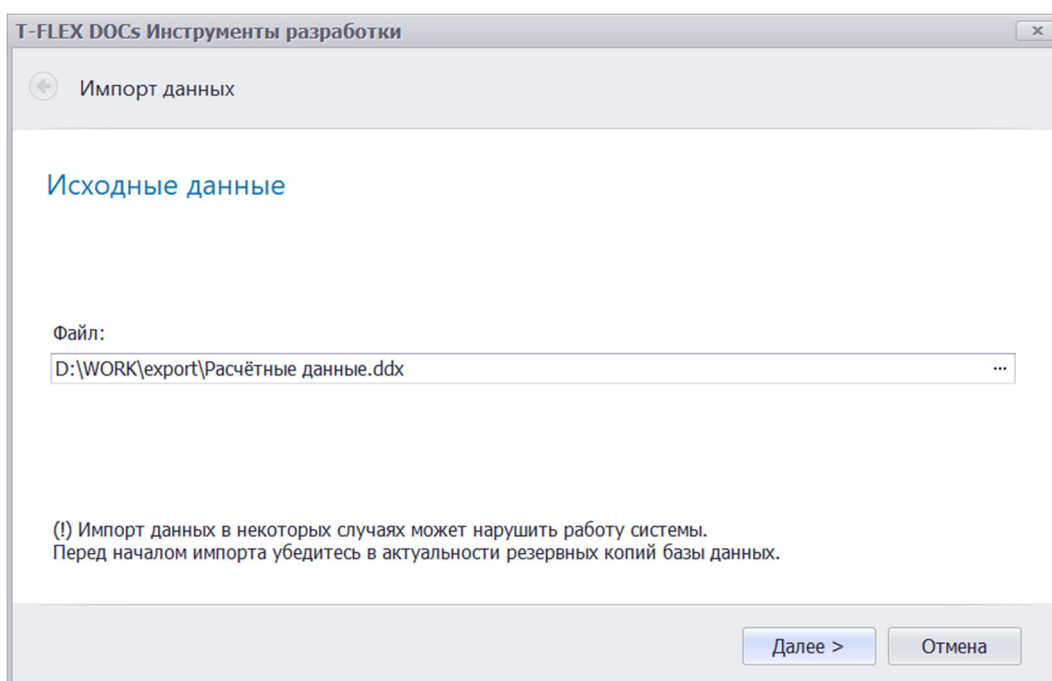 T-FLEX DOCs Инструменты разработки
Импорт данных
Исходные данные
Файл:
D:\WORK\export\Расчётные данные.ddx
...
(!) Импорт данных в некоторых случаях может нарушить работу системы.
Перед началом импорта убедитесь в актуальности резервных копий базы данных.
Далее > Отмена